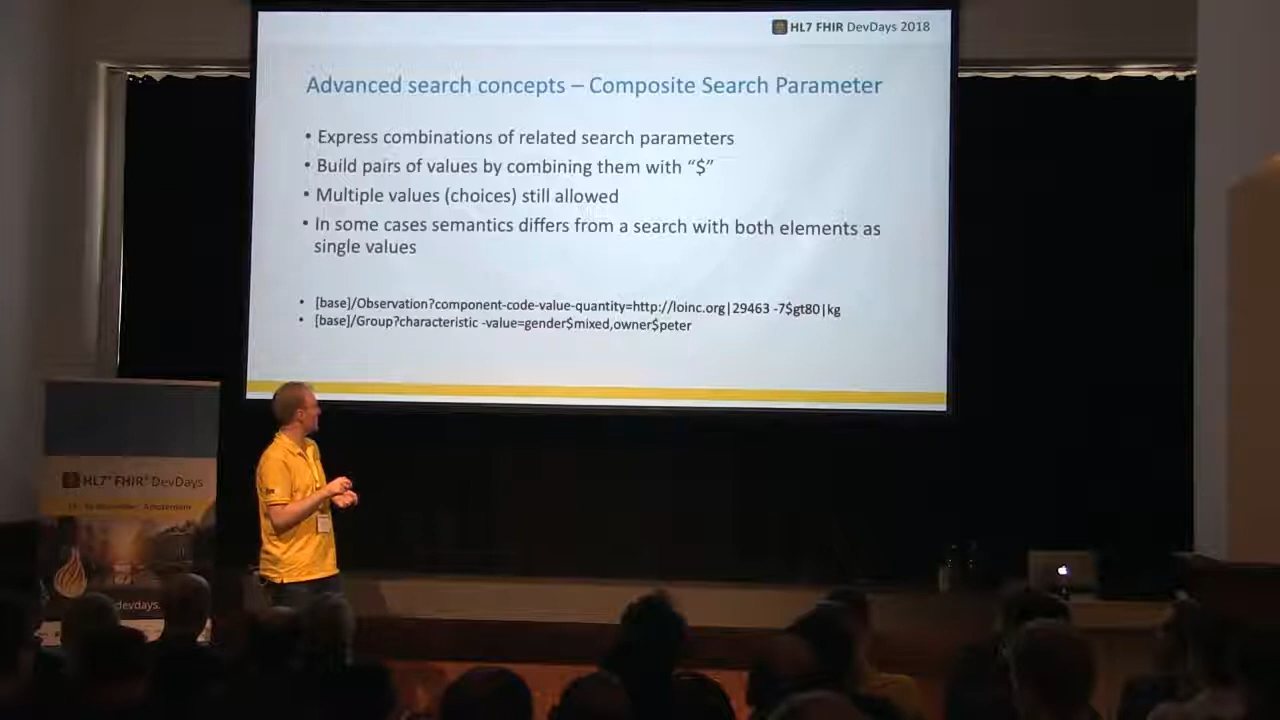 HL7 FHIR DevDays 2018
Advanced search concepts – Composite Search Parameter
• Express combinations of related search parameters
• Build pairs of values by combining them with “$”
• Multiple values (choices) still allowed
• In some cases semantics differs from a search with both elements as
single values
• [base]/Observation?component-code-value-quantity=http://loinc.org|29463 -7$gt80|kg
• [base]/Group?characteristic -value=gender$mixed,owner$peter
HL7® FHIR® DevDays
Amsterdam
devdays.